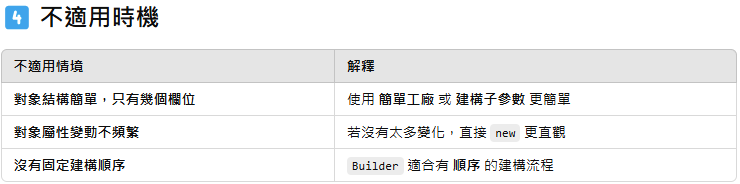 4 不適用時機
不適用情境 解釋
對象結構簡單，只有幾個欄位 使用 簡單工廠 或 建構子參數 更簡單
對象屬性變動不頻繁 若沒有太多變化，直接 new 更直觀
沒有固定建構順序 Builder 適合有 順序 的建構流程